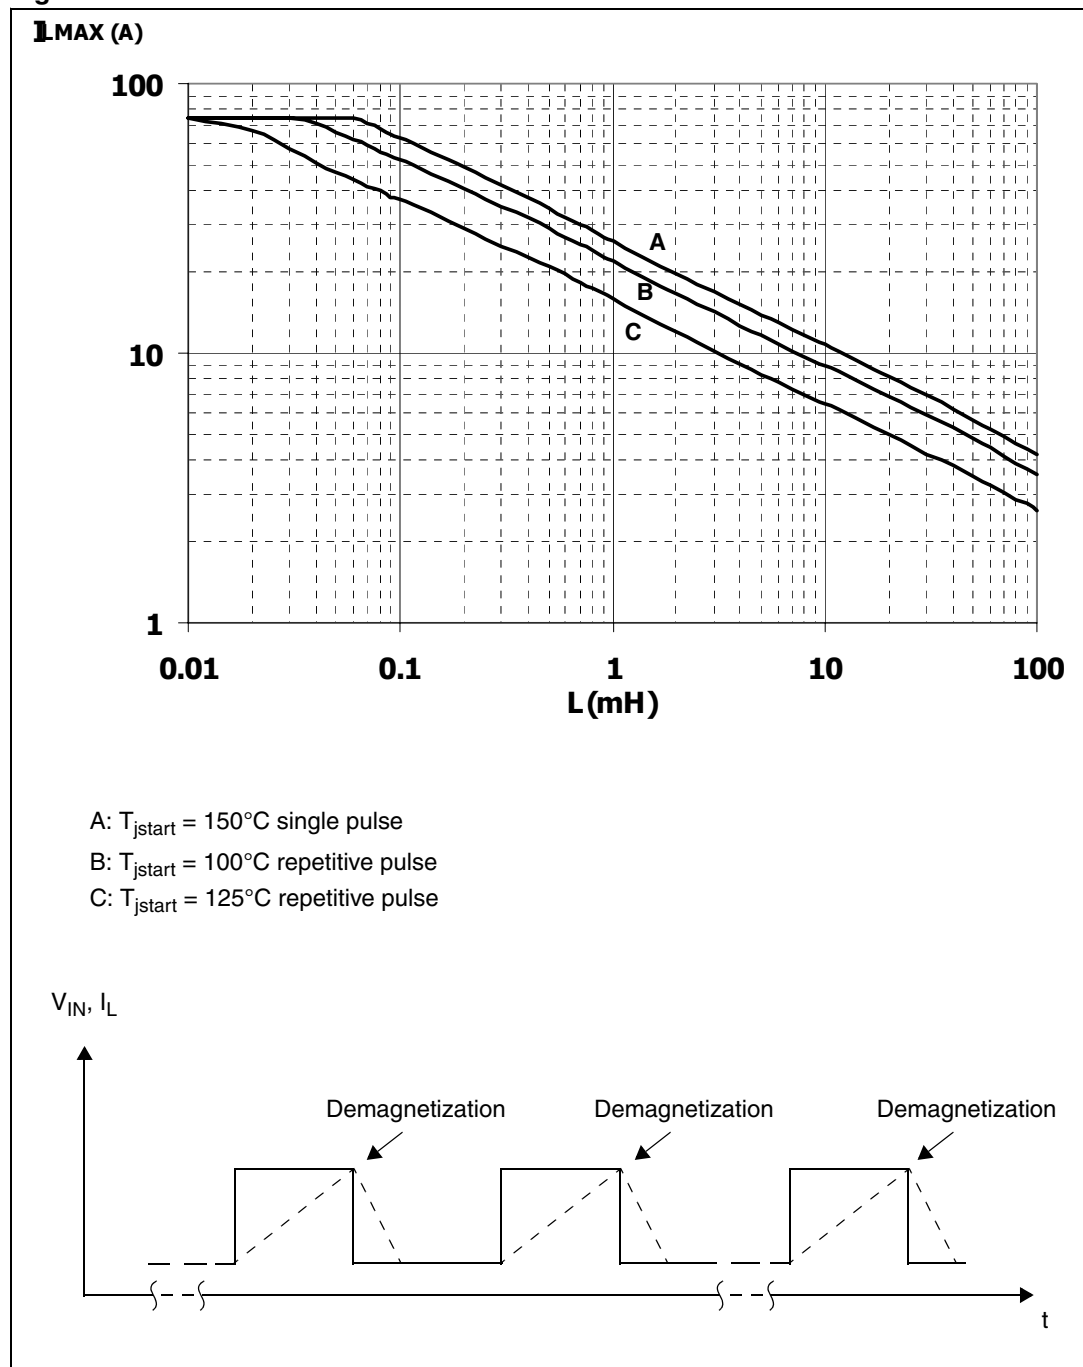 ILMAX (A)
100
10
1
A
B
C
0.01 0.1 1 10 100
L(mH)
A: Tjstart = 150°C single pulse
B: Tjstart = 100°C repetitive pulse
C: Tjstart = 125°C repetitive pulse
VIN, IL
Demagnetization Demagnetization Demagnetization
t